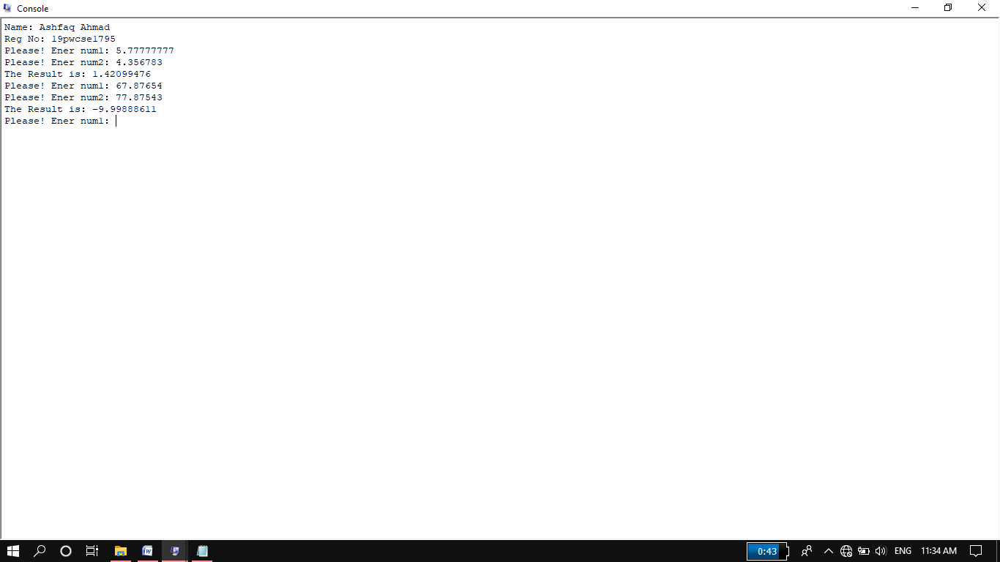 Console
Name: Ashfaq Ahmad
Reg No: 19pwcse1795
Please! Ener num1: 5.77777777
Please! Ener num2: 4.356783
The Result is: 1.42099476
Please! Ener num1: 67.87654
Please! Ener num2: 77.87543
The Result is: -9.99888611
Please! Ener num1:
0:43 ENG 11:34 AM